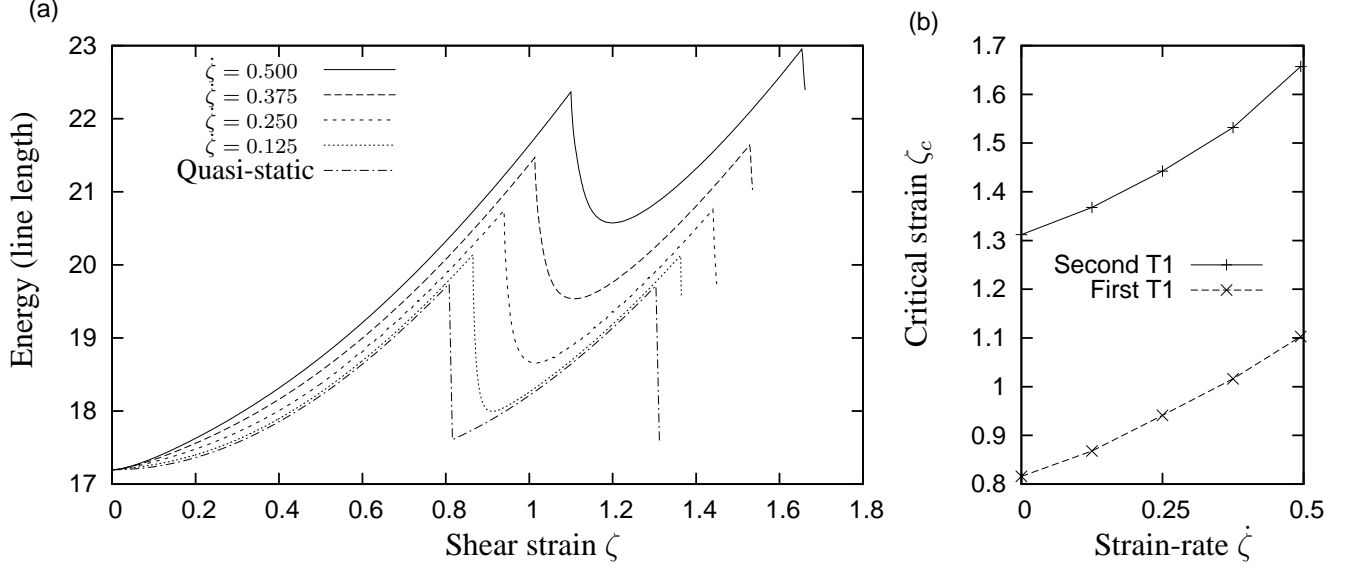 (a)
Energy (line length)
23
22
21
20
19
18
17
ζ̇ = 0.500
ζ̇ = 0.375
ζ̇ = 0.250
ζ̇ = 0.125
Quasi-static
0 0.2 0.4 0.6 0.8 1 1.2 1.4 1.6 1.8
Shear strain ζ
(b)
Critical strain ζc
1.7
1.6
1.5
1.4
1.3
1.2
1.1
1
0.9
0.8
Second T1
First T1
0 0.25 0.5
Strain-rate ζ̇